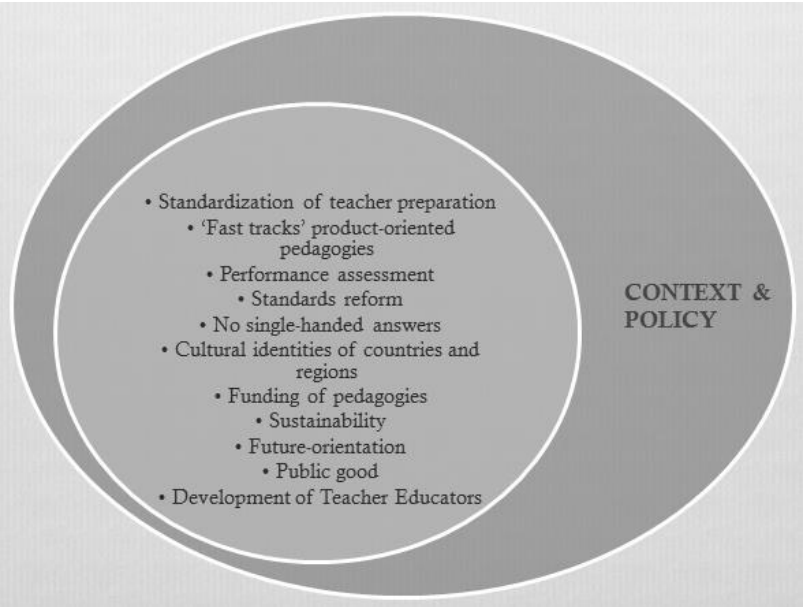 • Standardization of teacher preparation
• ‘Fast tracks’ product-oriented
pedagogies
• Performance assessment
• Standards reform
• No single-handed answers
• Cultural identities of countries and
regions
• Funding of pedagogies
• Sustainability
• Future-orientation
• Public good
• Development of Teacher Educators
CONTEXT &
POLICY